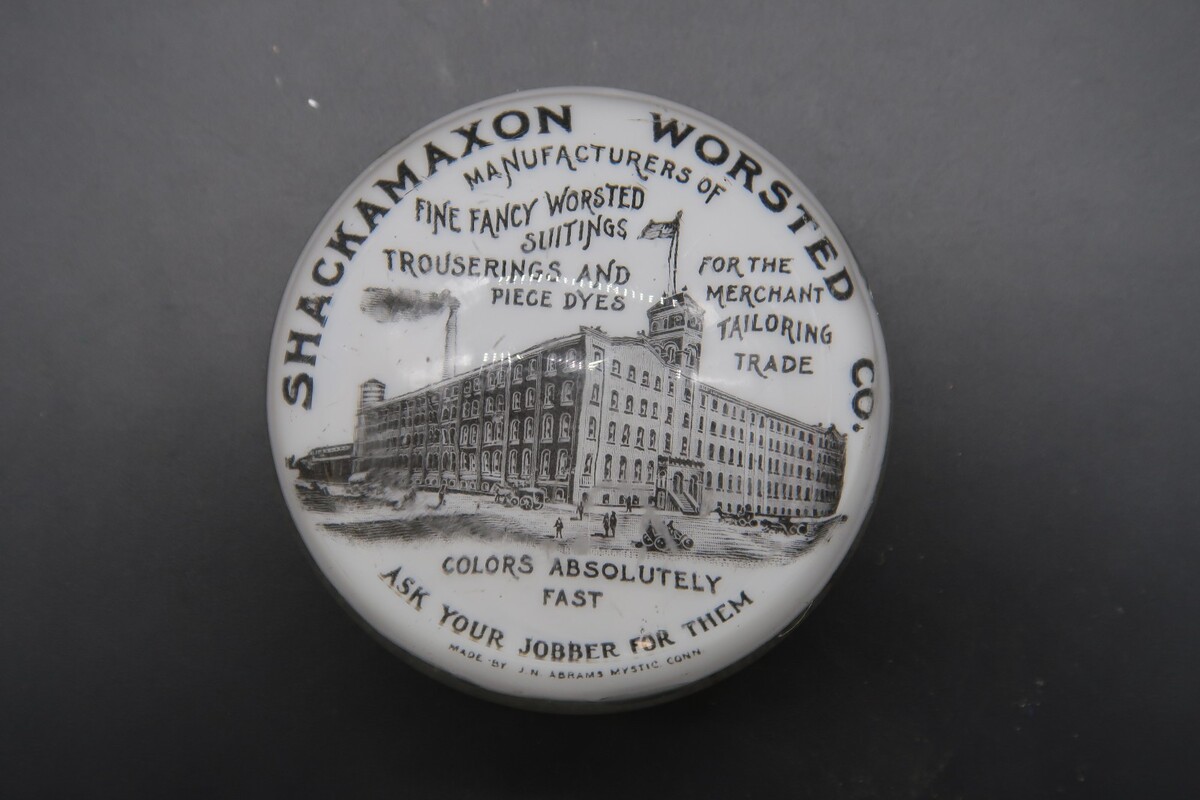 SHACKAMAXON WORSTED CO.
MANUFACTURERS OF
FINE FANCY WORSTED
SUITINGS
TROUSERINGS AND
PIECE DYES
FOR THE
MERCHANT
TAILORING
TRADE
COLORS ABSOLUTELY
FAST
ASK YOUR JOBBER FOR THEM
MADE BY J.N. ABRAMS MYSTIC CONN.